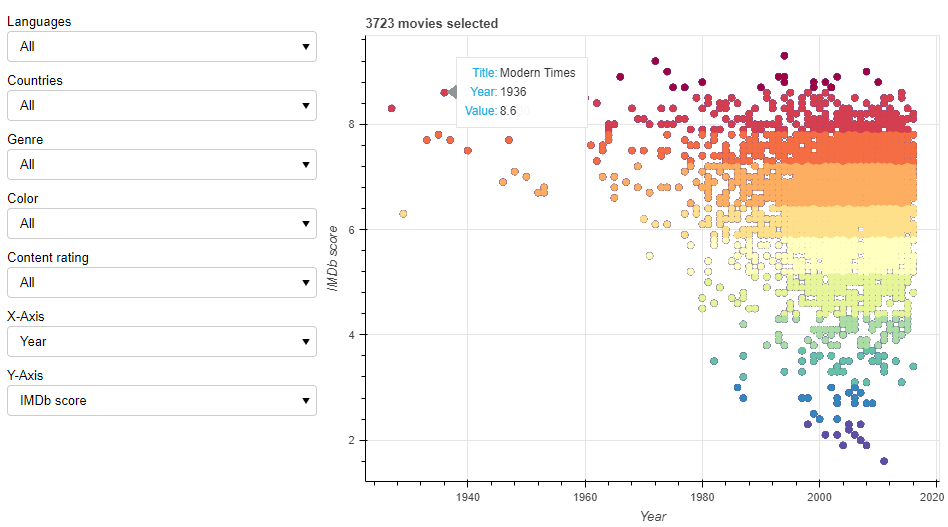 Languages
All
Countries
All
Genre
All
Color
All
Content rating
All
X-Axis
Year
Y-Axis
IMDb score
3723 movies selected
Title: Modern Times
Year: 1936
Value: 8.6
8
6
4
2
IMDb score
1940 1960 1980 2000 2020
Year